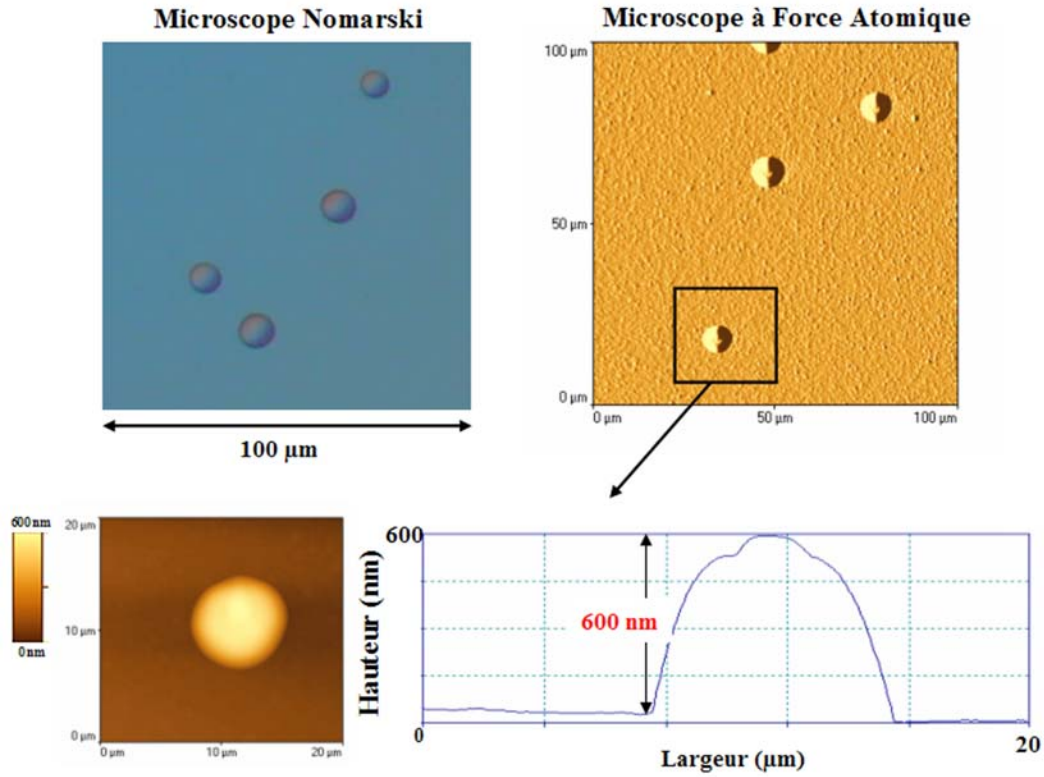 Microscope Nomarski
Microscope à Force Atomique
100 µm
50 µm
0 µm
0 µm
50 µm
100 µm
100 µm
600 nm
0 nm
20 µm
10 µm
0 µm
0 µm
10 µm
20 µm
Hauteur (nm)
600
600 nm
0
20
Largeur (µm)